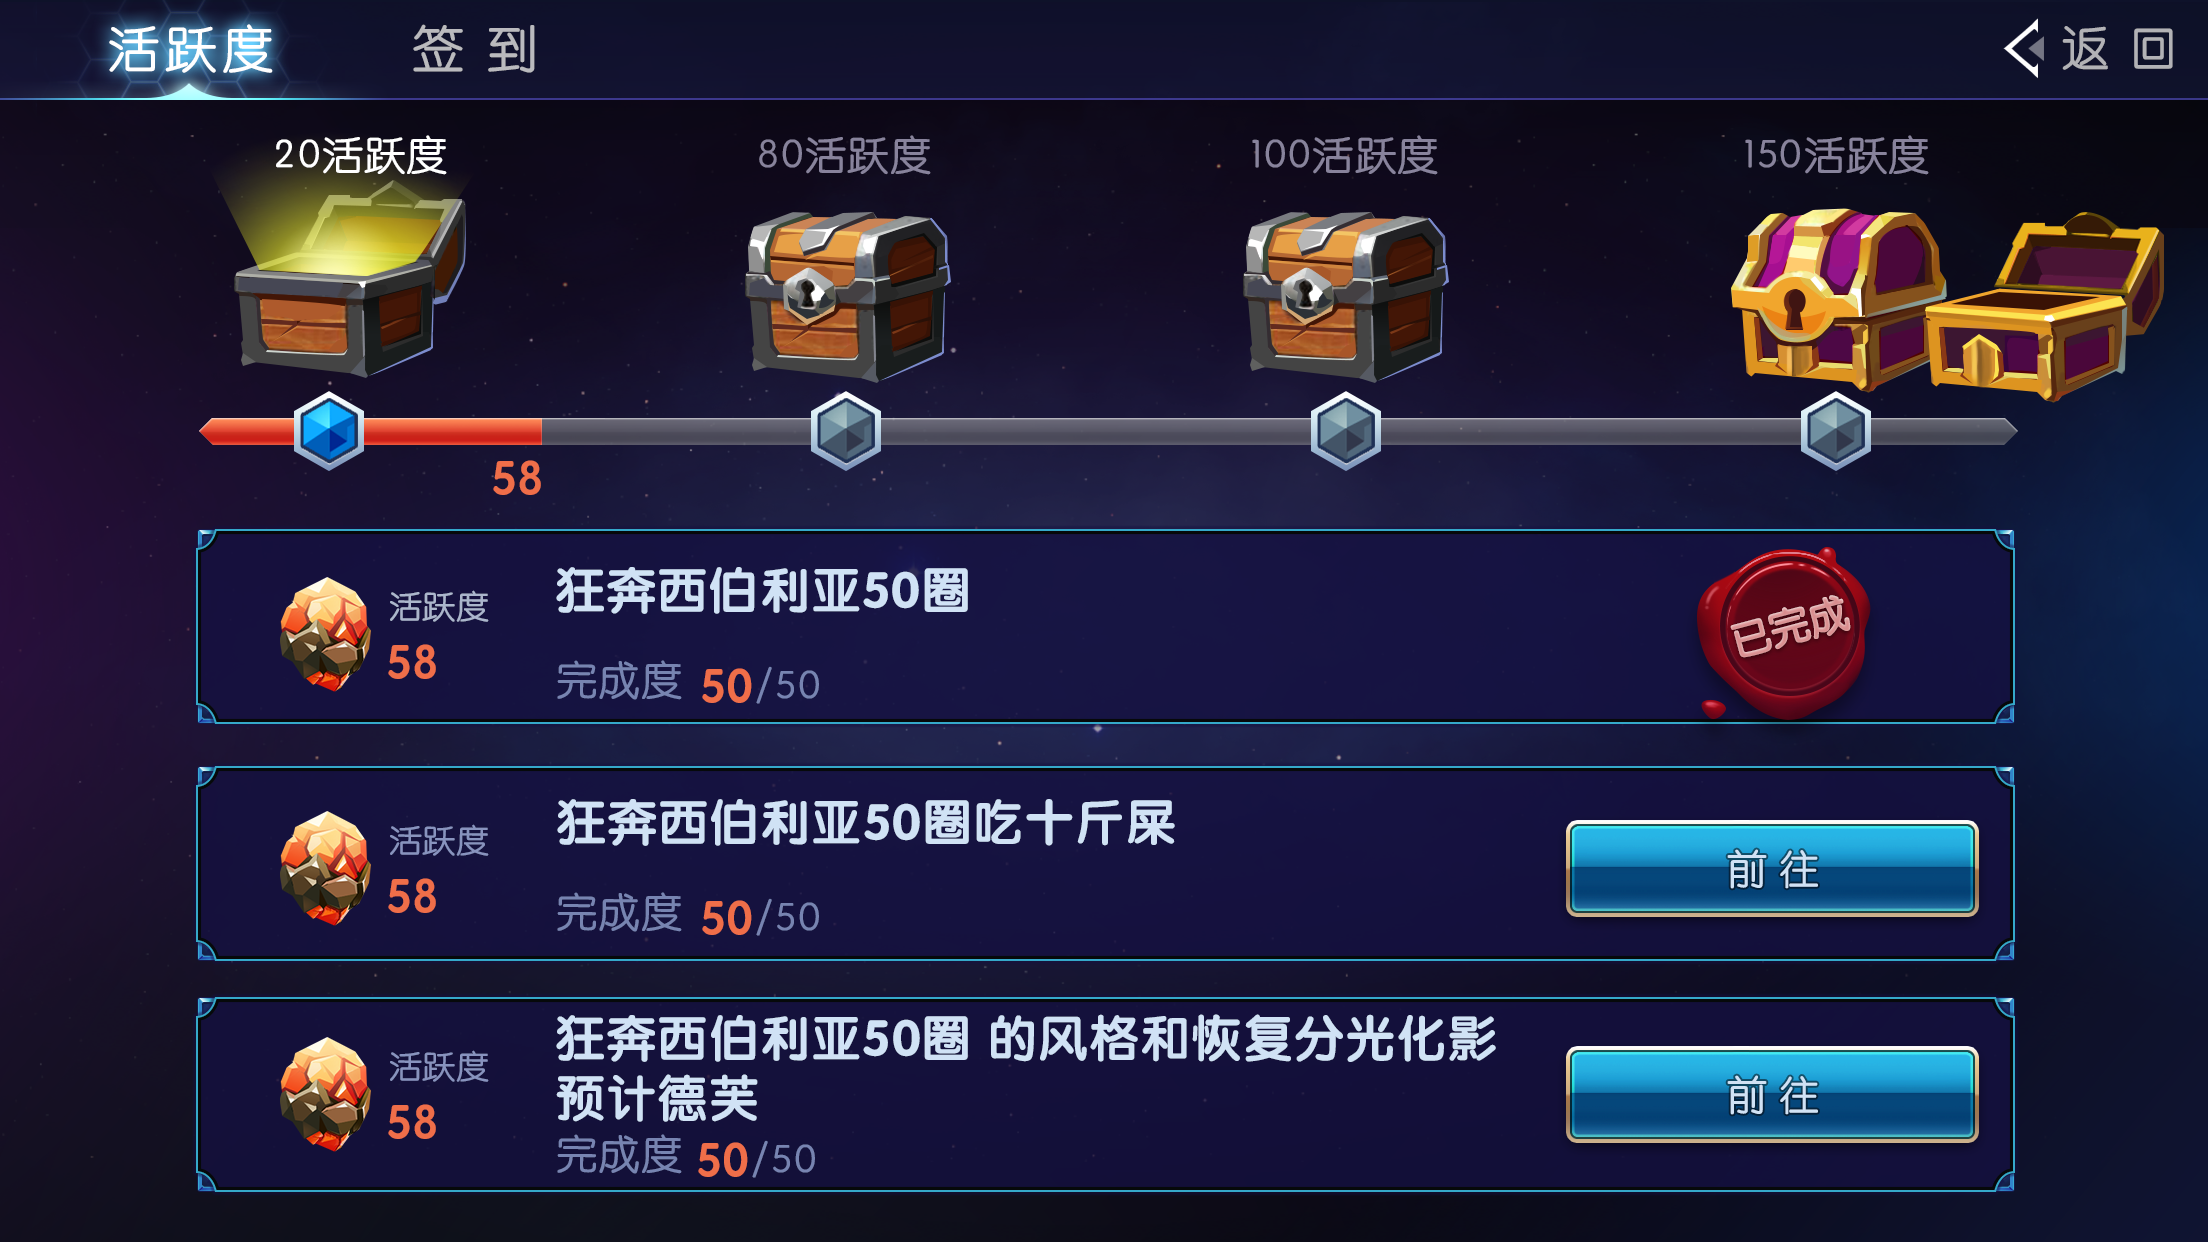 活跃度 签到 返回
20活跃度 80活跃度 100活跃度 150活跃度
58
狂奔西伯利亚50圈
活跃度
58
完成度 50/50
已完成
狂奔西伯利亚50圈吃十斤屎
活跃度
58
完成度 50/50
前往
狂奔西伯利亚50圈 的风格和恢复分光化影
预计德芙
活跃度
58
完成度 50/50
前往